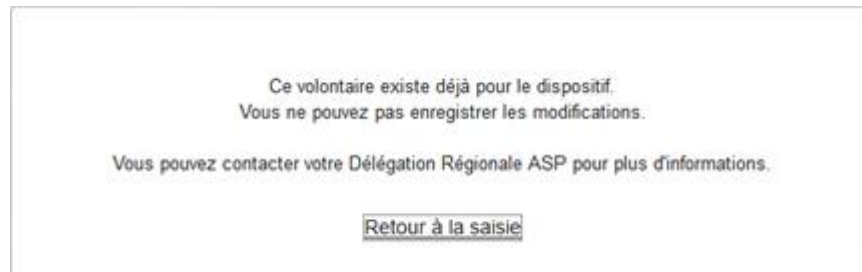 Ce volontaire existe déjà pour le dispositif.
Vous ne pouvez pas enregistrer les modifications.
Vous pouvez contacter votre Délégation Régionale ASP pour plus d'informations.
Retour à la saisie